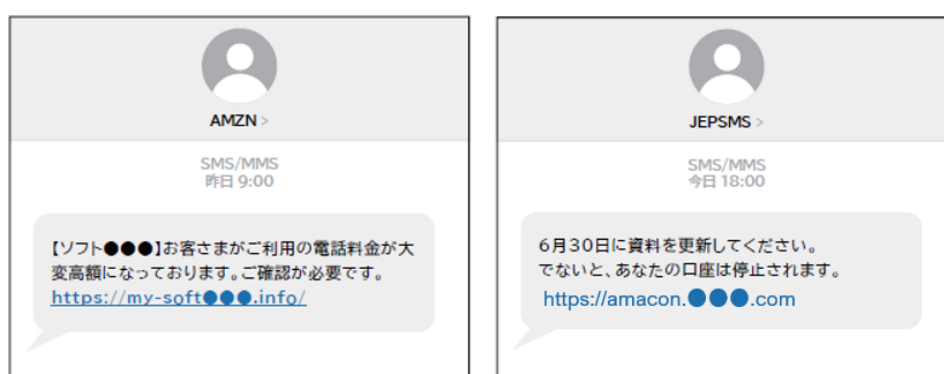 AMZN >
SMS/MMS
昨日 9:00
【ソフト●●●】お客さまがご利用の電話料金が大
変高額になっております。ご確認が必要です。
https://my-soft●●●.info/
JEPSMS >
SMS/MMS
今日 18:00
6月30日に資料を更新してください。
でないと、あなたの口座は停止されます。
https://amacon.●●●.com